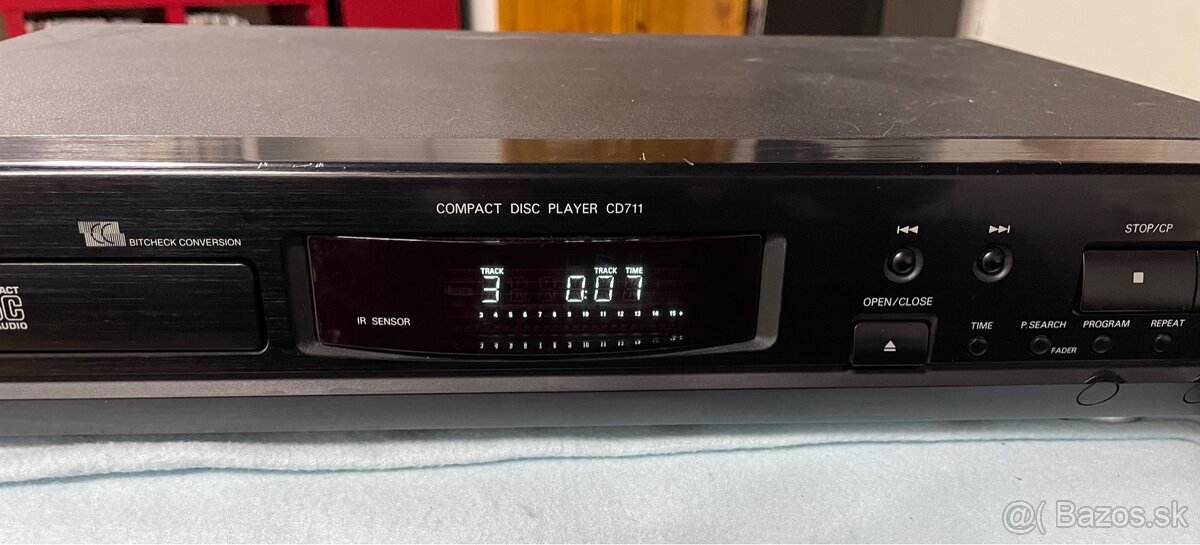 COMPACT DISC PLAYER CD711
BITCHECK CONVERSION
TRACK TRACK TIME
3 0:07
3 4 5 6 7 8 9 10 11 12 13 14 15+
IR SENSOR
AUDIO
OPEN/CLOSE
STOP/CP
TIME P.SEARCH PROGRAM REPEAT
FADER
@( Bazos.sk